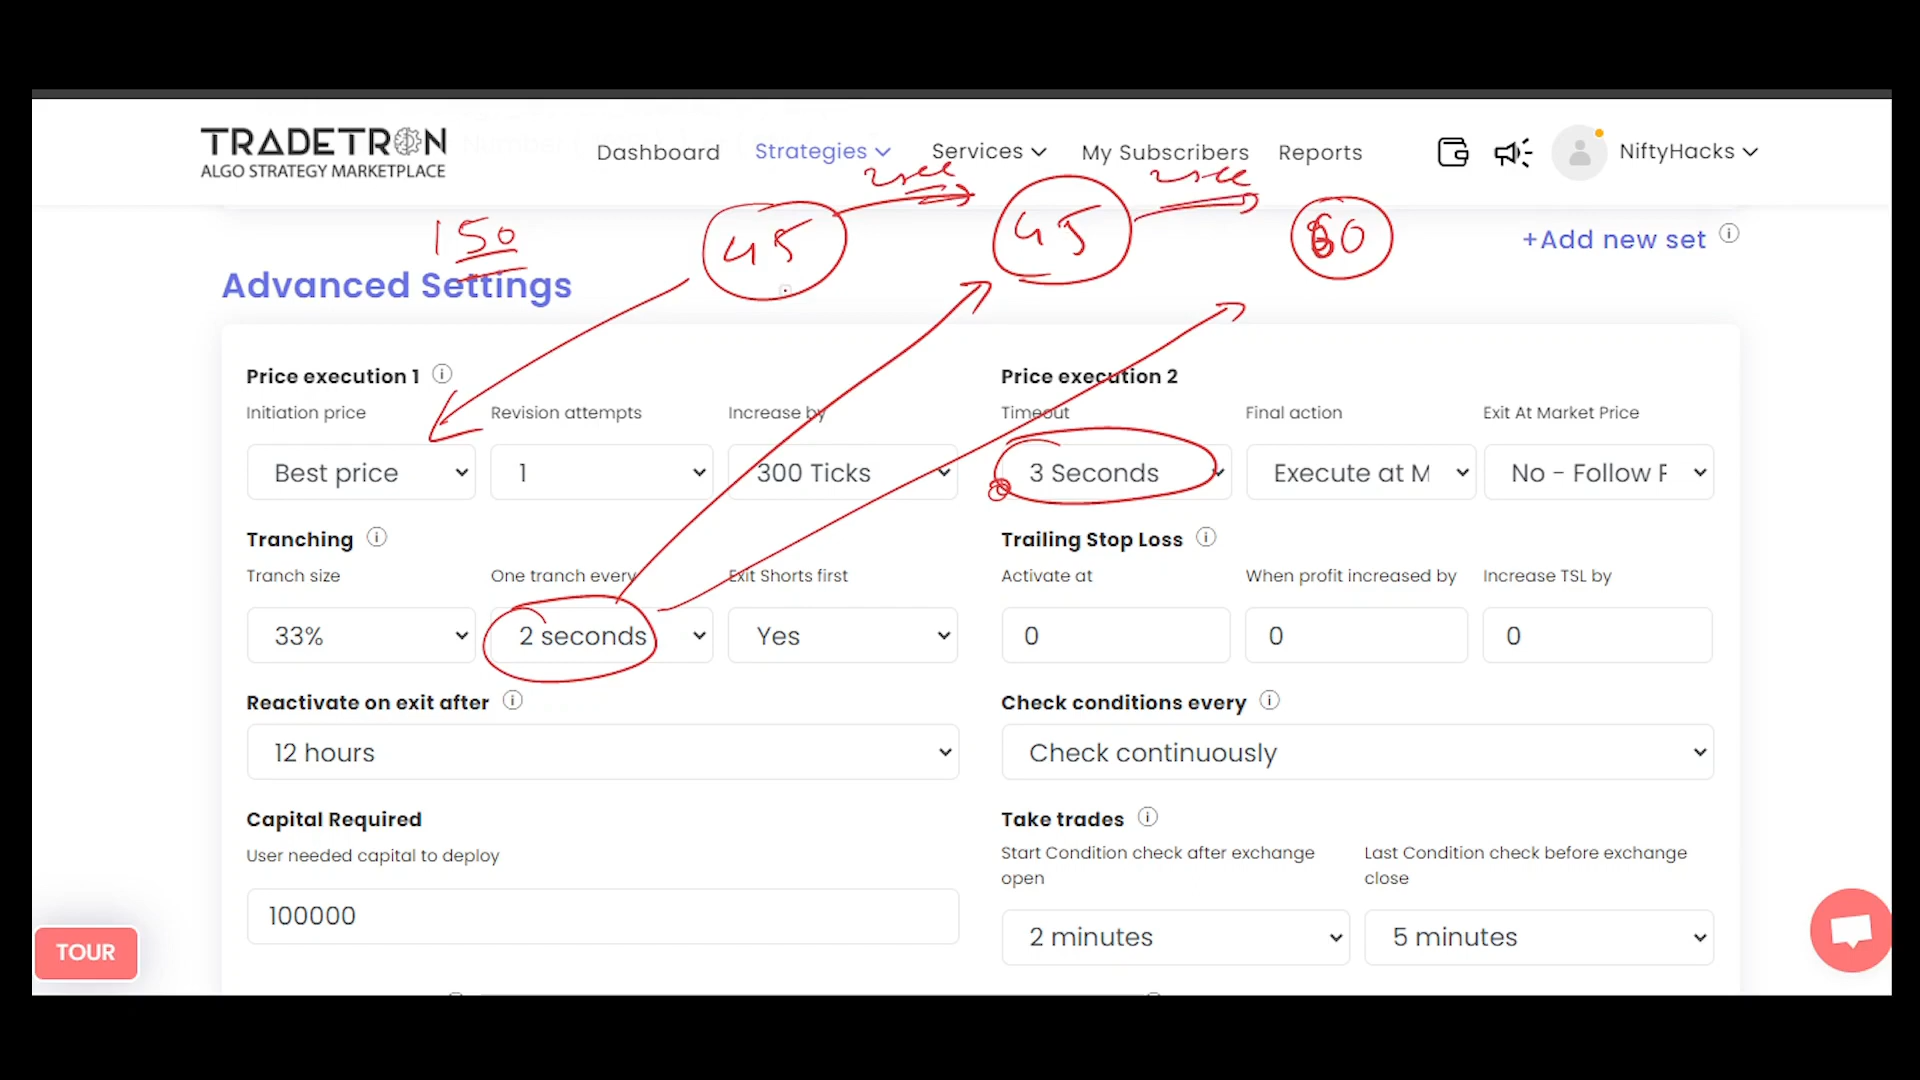 TRADETRON
ALGO STRATEGY MARKETPLACE
Dashboard Strategies Services My Subscribers Reports NiftyHacks
2sec 2sec
150 45 45 60
+Add new set
Advanced Settings
Price execution 1 Price execution 2
Initiation price Revision attempts Increase by Timeout Final action Exit At Market Price
Best price 1 300 Ticks 3 Seconds Execute at M No - Follow F
Tranching Trailing Stop Loss
Tranch size One tranch every Exit Shorts first Activate at When profit increased by Increase TSL by
33% 2 seconds Yes 0 0 0
Reactivate on exit after Check conditions every
12 hours Check continuously
Capital Required Take trades
User needed capital to deploy Start Condition check after exchange open Last Condition check before exchange close
100000 2 minutes 5 minutes
TOUR